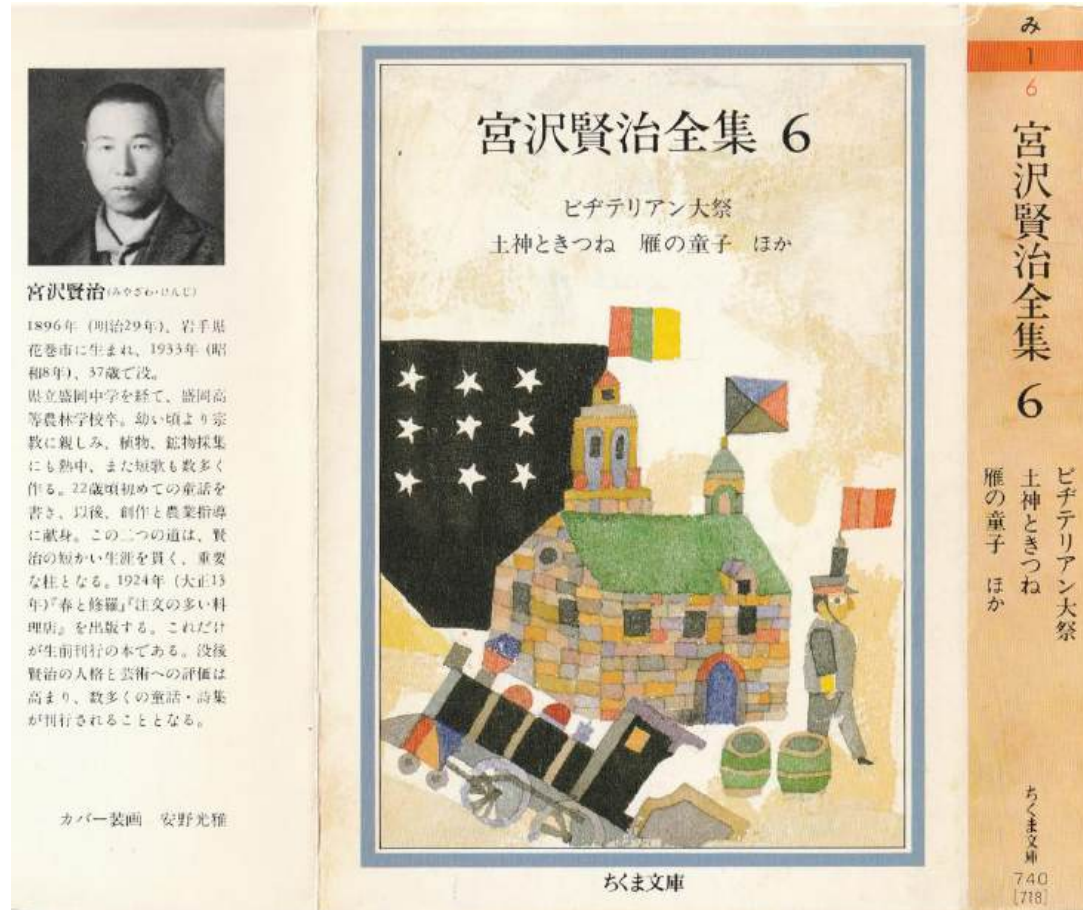 宮沢賢治(みやざわ・けんじ)
1896年(明治29年)、岩手県
花巻市に生まれ、1933年(昭
和8年)、37歳で没。
県立盛岡中学を経て、盛岡高
等農林学校卒。幼い頃より宗
教に親しみ、植物、鉱物採集
にも熱中、また短歌も数多く
作る。22歳頃初めての童話を
書き、以後、創作と農業指導
に献身。この二つの道は、賢
治の短かい生涯を貫く、重要
な柱となる。1924年(大正13
年)『春と修羅』『注文の多い料
理店』を出版する。これだけ
が生前刊行の本である。没後
賢治の人格と芸術への評価は
高まり、数多くの童話・詩集
が刊行されることとなる。
カバー装画 安野光雅
宮沢賢治全集 6
ビヂテリアン大祭
土神ときつね 雁の童子 ほか
ちくま文庫
み
1
6
宮沢賢治全集 6
ビヂテリアン大祭
土神ときつね
雁の童子 ほか
ちくま文庫
740
[718]